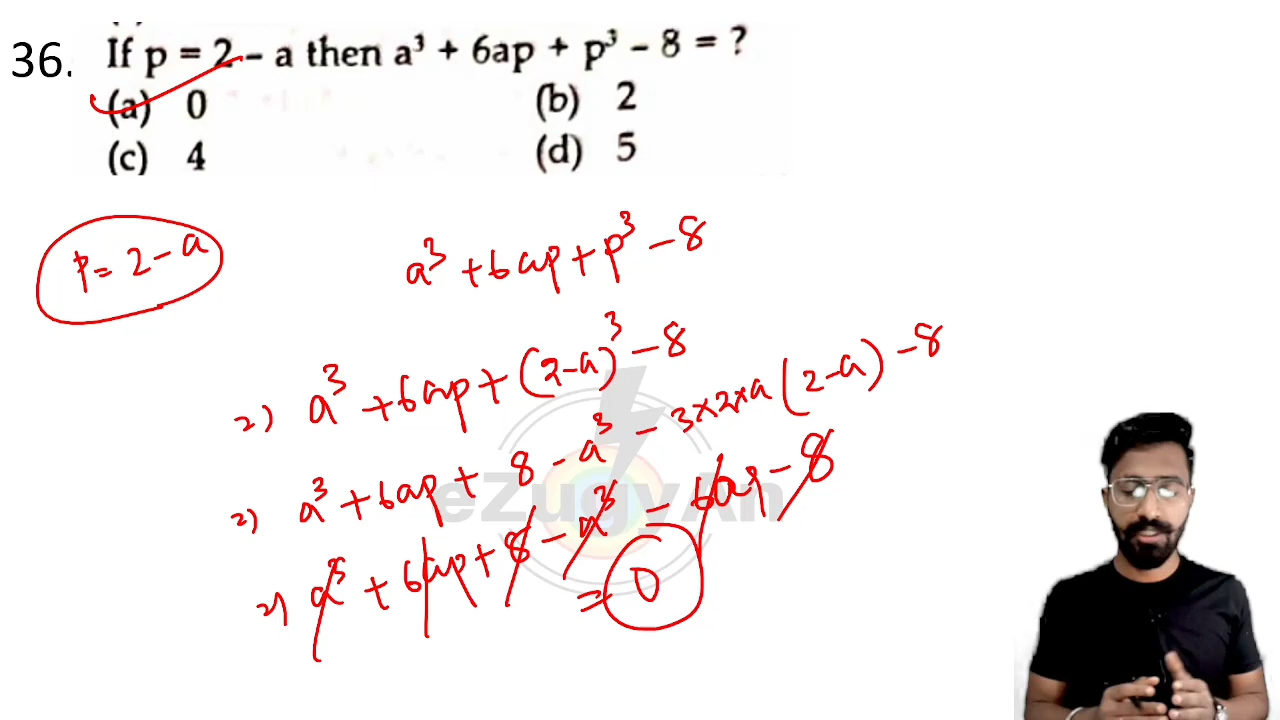 36. If p = 2 – a then a³ + 6ap + p³ – 8 = ?
(a) 0 (b) 2
(c) 4 (d) 5
p = 2 – a
a³ + 6ap + p³ – 8
=) a³ + 6ap + (2–a)³ – 8
=) a³ + 6ap + 8 – a³ – 3×2×a (2–a) – 8
=) a³ + 6ap + 8 – a³ – 6ap – 8
= 0
eZugyAn